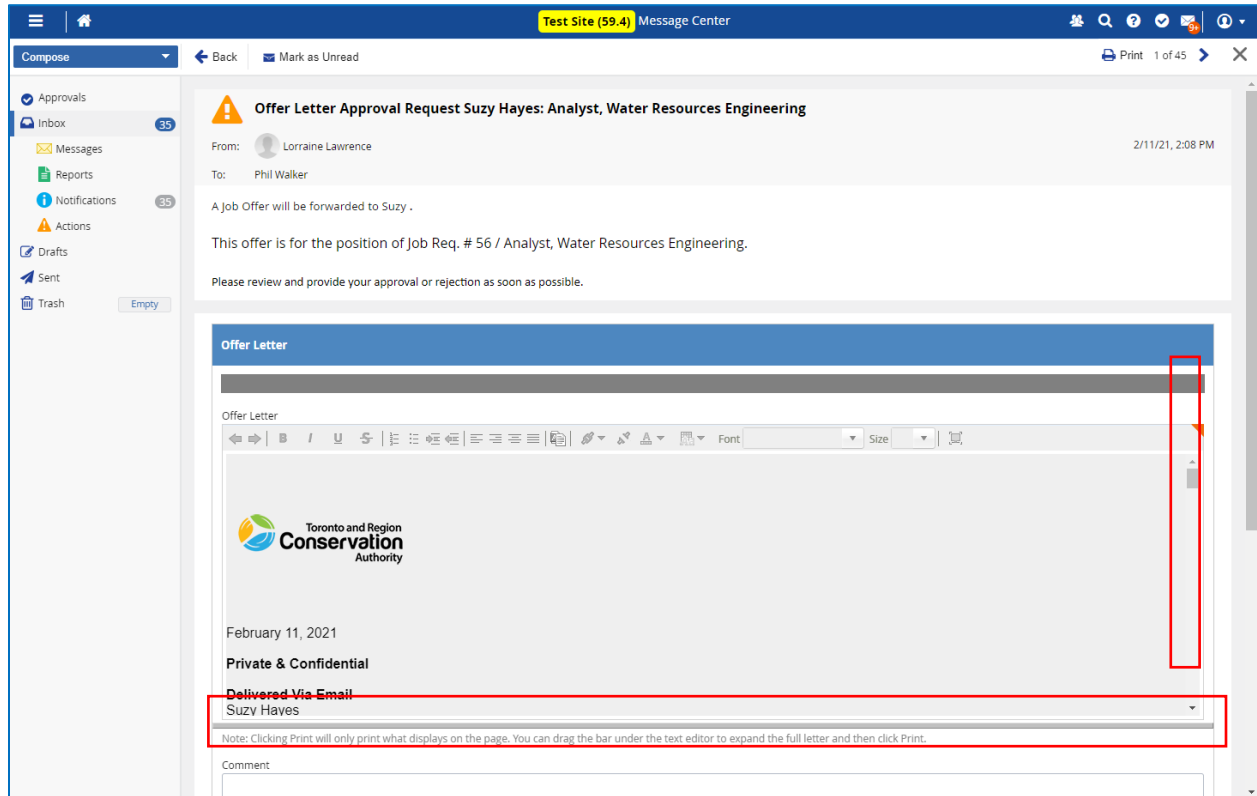 Test Site (59.4) Message Center
9+
Compose
Back
Mark as Unread
Print 1 of 45
Approvals
Inbox 35
Messages
Reports
Notifications 35
Actions
Drafts
Sent
Trash Empty
Offer Letter Approval Request Suzy Hayes: Analyst, Water Resources Engineering
From: Lorraine Lawrence 2/11/21, 2:08 PM
To: Phil Walker
A Job Offer will be forwarded to Suzy .
This offer is for the position of Job Req. # 56 / Analyst, Water Resources Engineering.
Please review and provide your approval or rejection as soon as possible.
Offer Letter
Offer Letter
B I U S Font Size
Toronto and Region
Conservation
Authority
February 11, 2021
Private & Confidential
Delivered Via Email
Suzy Hayes
Note: Clicking Print will only print what displays on the page. You can drag the bar under the text editor to expand the full letter and then click Print.
Comment